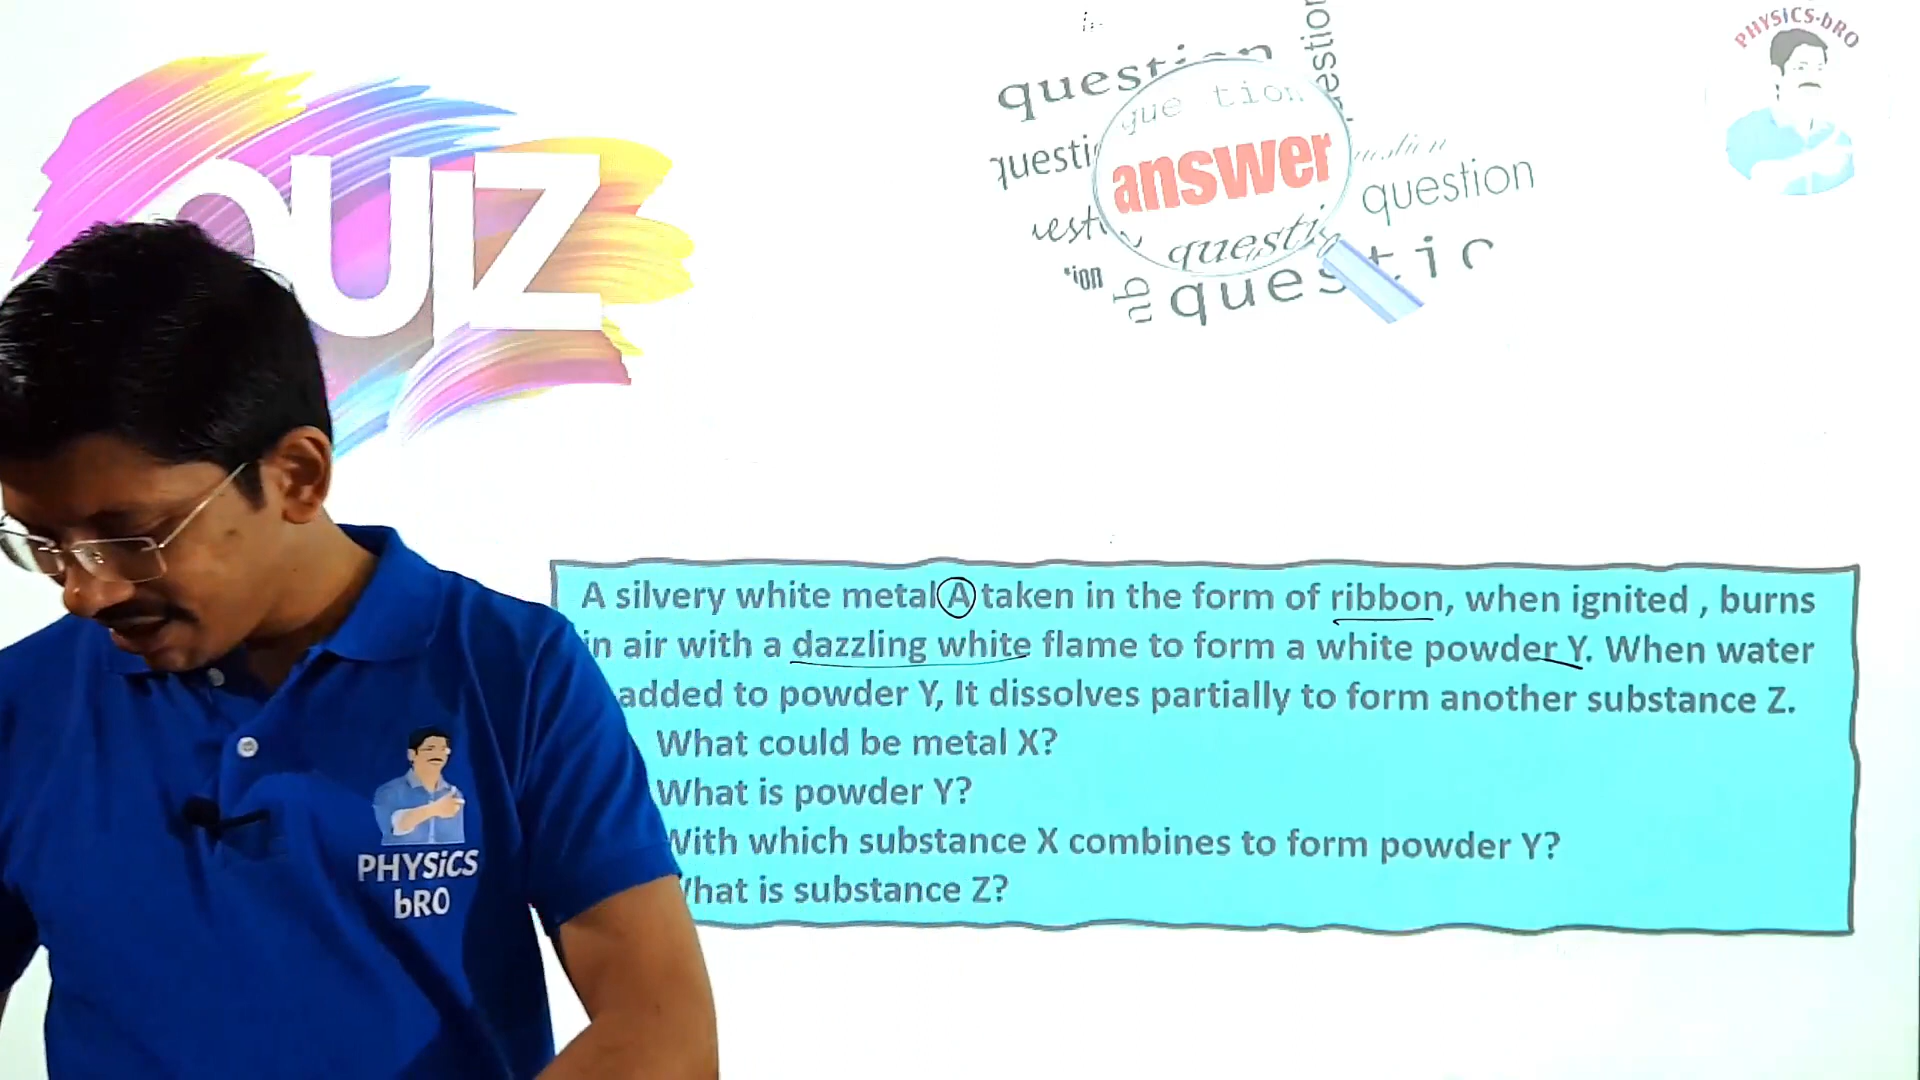 PHYSiCS-bRO
QUIZ
question
answer
question
question
A silvery white metal A taken in the form of ribbon, when ignited , burns
in air with a dazzling white flame to form a white powder Y. When water
added to powder Y, It dissolves partially to form another substance Z.
What could be metal X?
What is powder Y?
With which substance X combines to form powder Y?
What is substance Z?
PHYSiCS
bRO